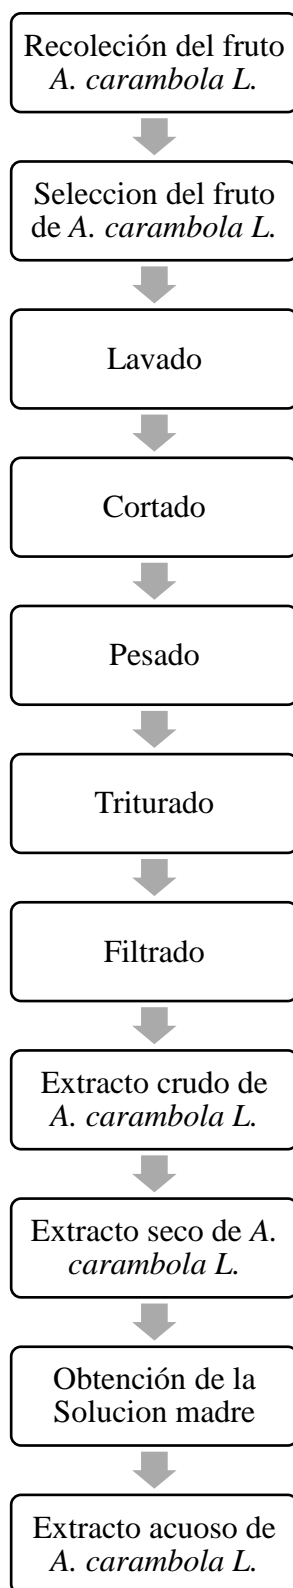 Recoleción del fruto
A. carambola L.
Seleccion del fruto
de A. carambola L.
Lavado
Cortado
Pesado
Triturado
Filtrado
Extracto crudo de
A. carambola L.
Extracto seco de A.
carambola L.
Obtención de la
Solucion madre
Extracto acuoso de
A. carambola L.